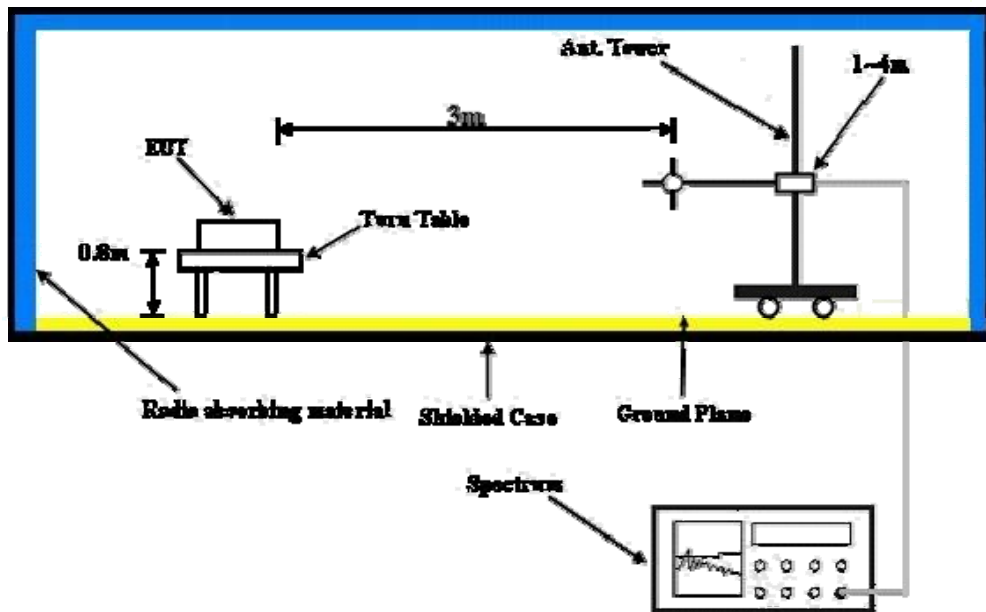 Ant. Tower
1~4m
3m
EUT
Turn Table
0.8m
Radio absorbing material
Shielded Case
Ground Plane
Spectrum